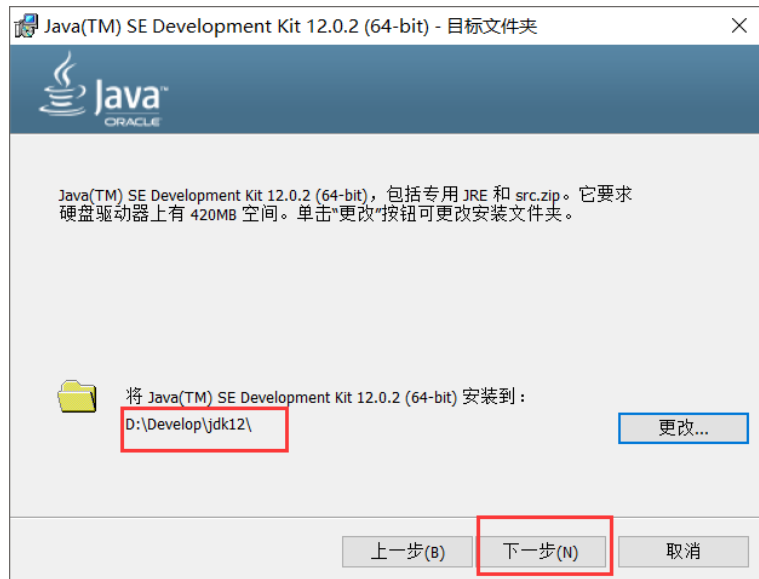 Java(TM) SE Development Kit 12.0.2 (64-bit) - 目标文件夹
Java™
ORACLE
Java(TM) SE Development Kit 12.0.2 (64-bit)，包括专用 JRE 和 src.zip。它要求
硬盘驱动器上有 420MB 空间。单击“更改”按钮可更改安装文件夹。
将 Java(TM) SE Development Kit 12.0.2 (64-bit) 安装到：
D:\Develop\jdk12\
更改...
上一步(B) 下一步(N) 取消